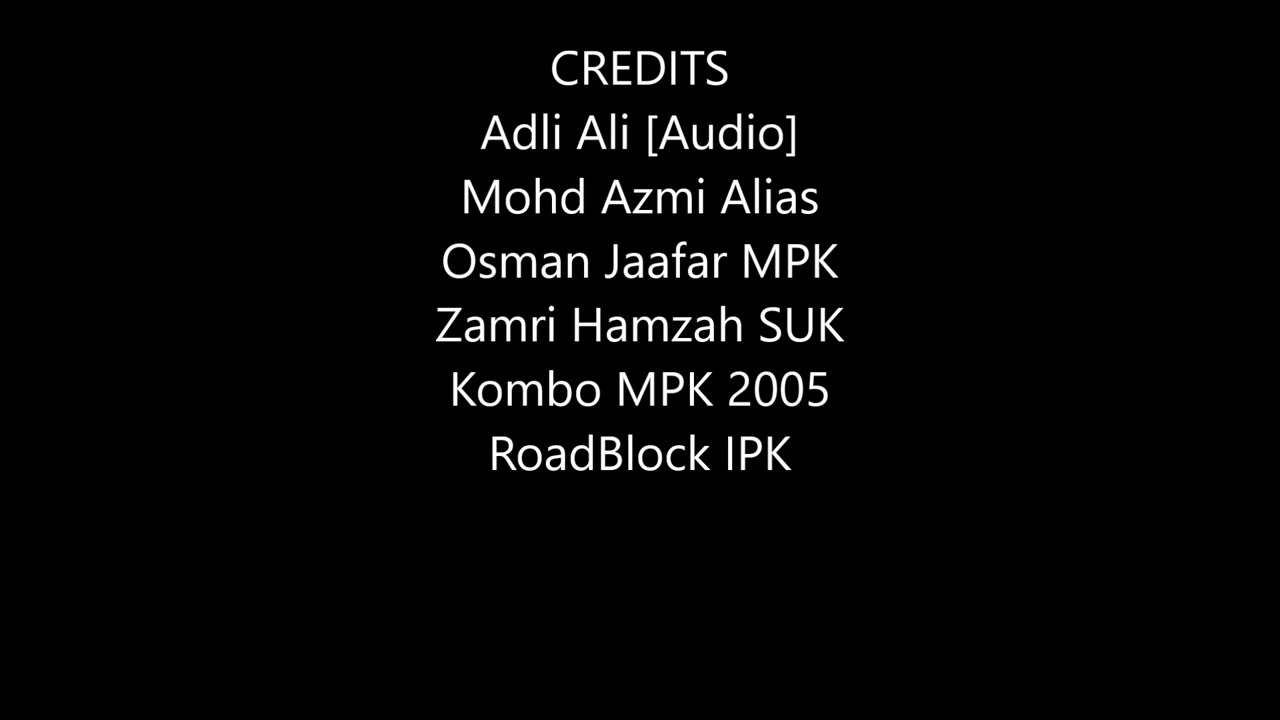 CREDITS
Adli Ali [Audio]
Mohd Azmi Alias
Osman Jaafar MPK
Zamri Hamzah SUK
Kombo MPK 2005
RoadBlock IPK